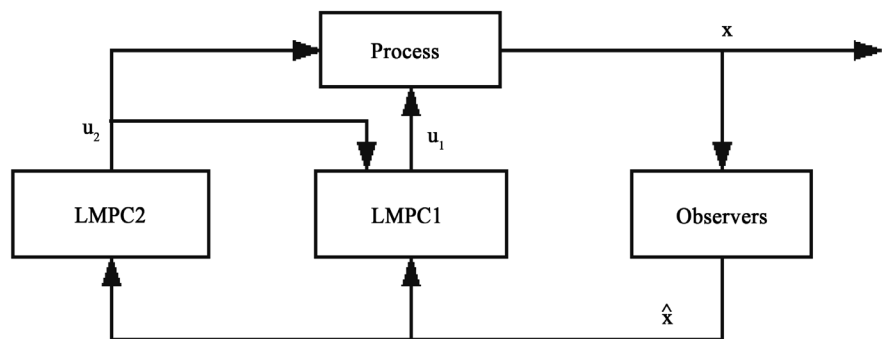 x
Process
u₂
u₁
LMPC2
LMPC1
Observers
x̂